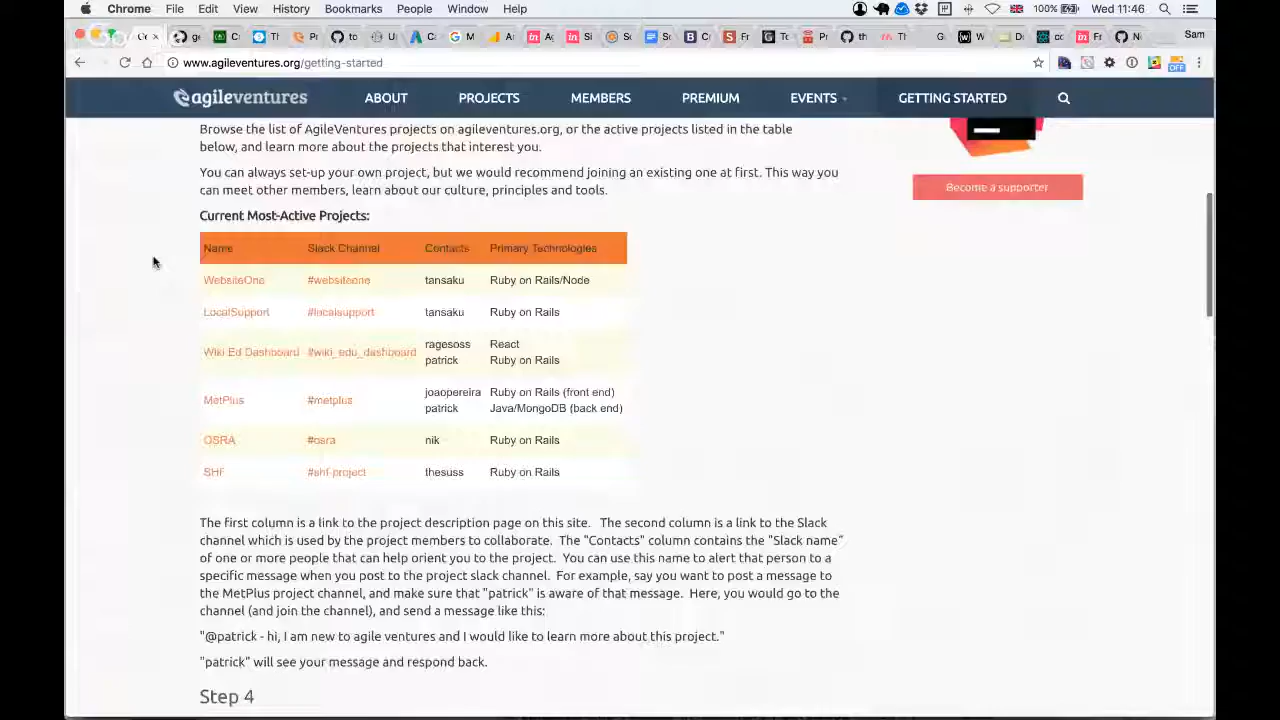 Chrome File Edit View History Bookmarks People Window Help 100% Wed 11:46
Sam
www.agileventures.org/getting-started OFF
agileventures ABOUT PROJECTS MEMBERS PREMIUM EVENTS GETTING STARTED
Browse the list of AgileVentures projects on agileventures.org, or the active projects listed in the table
below, and learn more about the projects that interest you.
Become a supporter
You can always set-up your own project, but we would recommend joining an existing one at first. This way you
can meet other members, learn about our culture, principles and tools.
Current Most-Active Projects:
Name Slack Channel Contacts Primary Technologies
WebsiteOne #websiteone tansaku Ruby on Rails/Node
LocalSupport #localsupport tansaku Ruby on Rails
Wiki Ed Dashboard #wiki_edu_dashboard ragesoss React
patrick Ruby on Rails
MetPlus #metplus joaopereira Ruby on Rails (front end)
patrick Java/MongoDB (back end)
OSRA #osra nik Ruby on Rails
SHF #shf-project thesuss Ruby on Rails
The first column is a link to the project description page on this site. The second column is a link to the Slack
channel which is used by the project members to collaborate. The "Contacts" column contains the "Slack name"
of one or more people that can help orient you to the project. You can use this name to alert that person to a
specific message when you post to the project slack channel. For example, say you want to post a message to
the MetPlus project channel, and make sure that "patrick" is aware of that message. Here, you would go to the
channel (and join the channel), and send a message like this:
"@patrick - hi, I am new to agile ventures and I would like to learn more about this project."
"patrick" will see your message and respond back.
Step 4